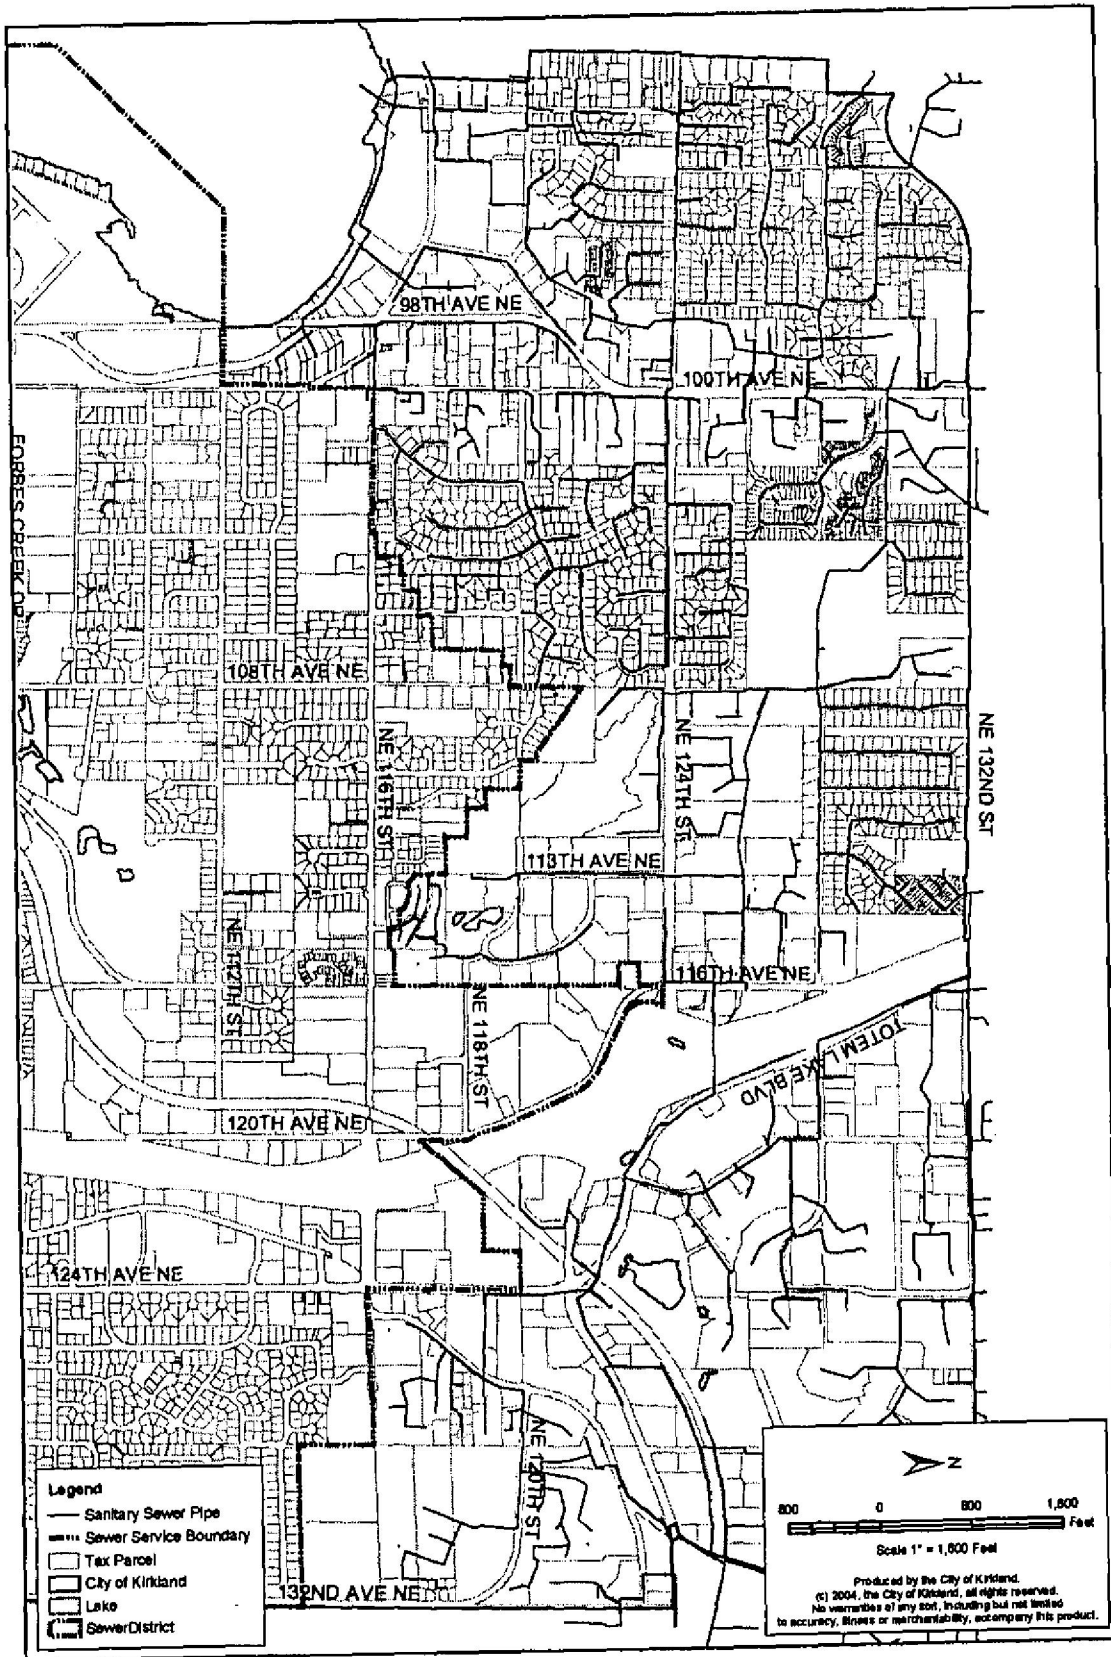 98TH AVE NE
100TH AVE NE
FORBES CREEK DR
108TH AVE NE
NE 116TH ST
NE 124TH ST
NE 132ND ST
113TH AVE NE
NE 112TH ST
116TH AVE NE
NE 118TH ST
TOTEM LAKE BLVD
120TH AVE NE
124TH AVE NE
NE 120TH ST
132ND AVE NE
Legend
Sanitary Sewer Pipe
Sewer Service Boundary
Tax Parcel
City of Kirkland
Lake
SewerDistrict
N
800 0 800 1,600
Feet
Scale 1" = 1,600 Feet
Produced by the City of Kirkland.
(c) 2004, the City of Kirkland, all rights reserved.
No warranties of any sort, including but not limited
to accuracy, fitness or merchantability, accompany this product.